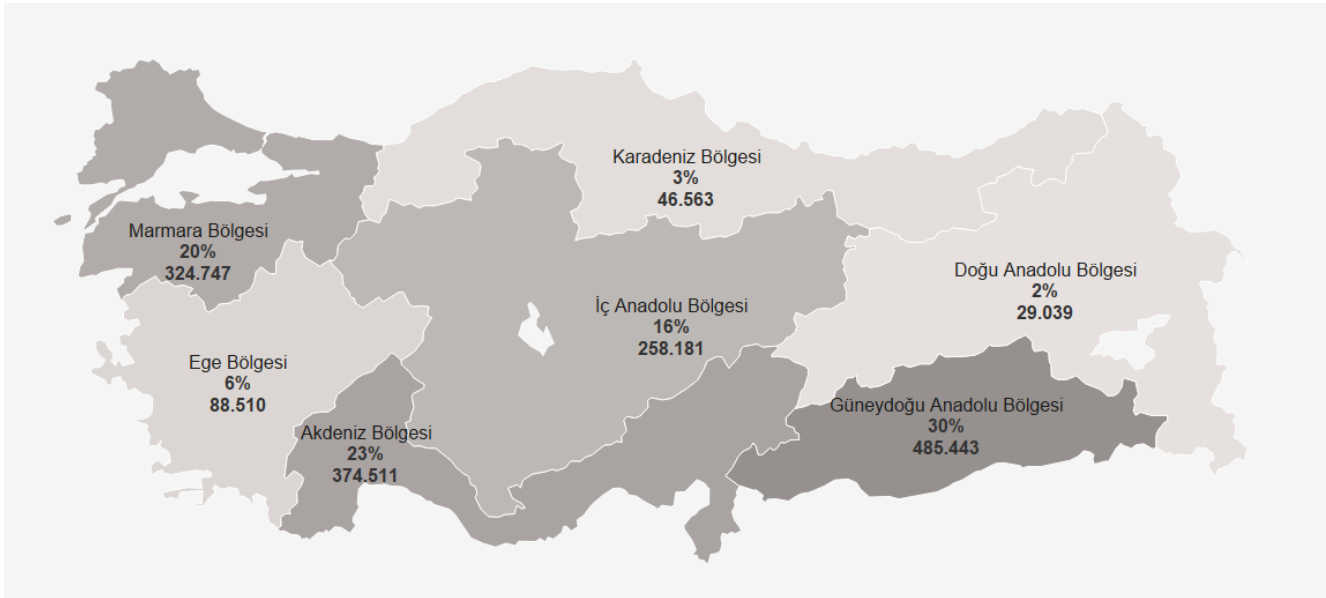 Karadeniz Bölgesi
3%
46.563
Marmara Bölgesi
20%
324.747
Doğu Anadolu Bölgesi
2%
29.039
İç Anadolu Bölgesi
16%
258.181
Ege Bölgesi
6%
88.510
Güneydoğu Anadolu Bölgesi
30%
485.443
Akdeniz Bölgesi
23%
374.511